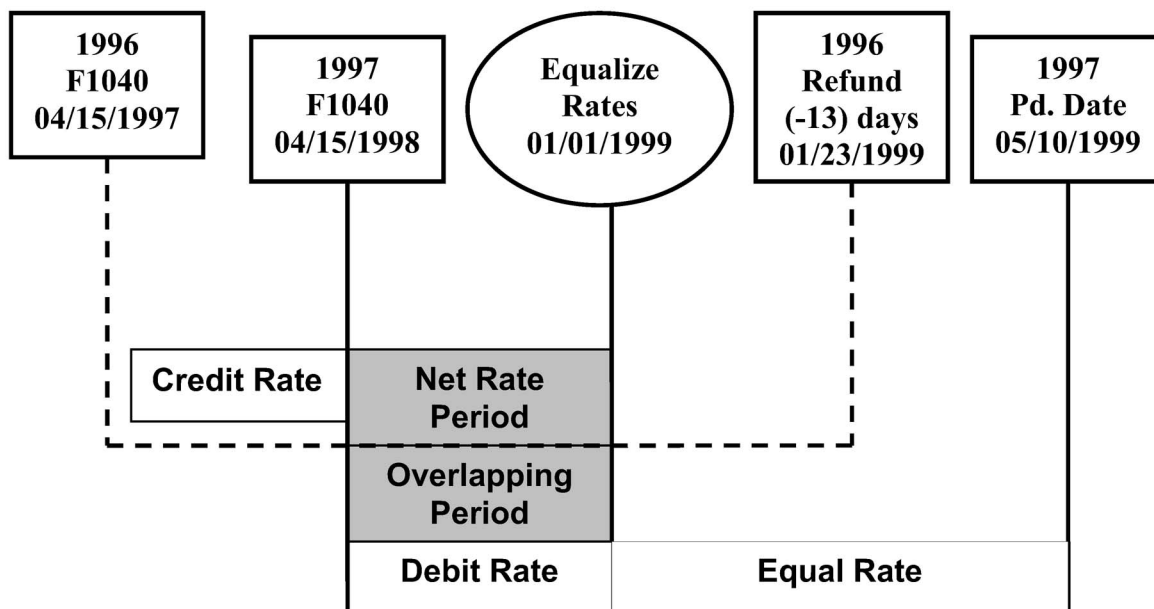 1996
F1040
04/15/1997
1997
F1040
04/15/1998
Equalize
Rates
01/01/1999
1996
Refund
(-13) days
01/23/1999
1997
Pd. Date
05/10/1999
Credit Rate
Net Rate
Period
Overlapping
Period
Debit Rate
Equal Rate